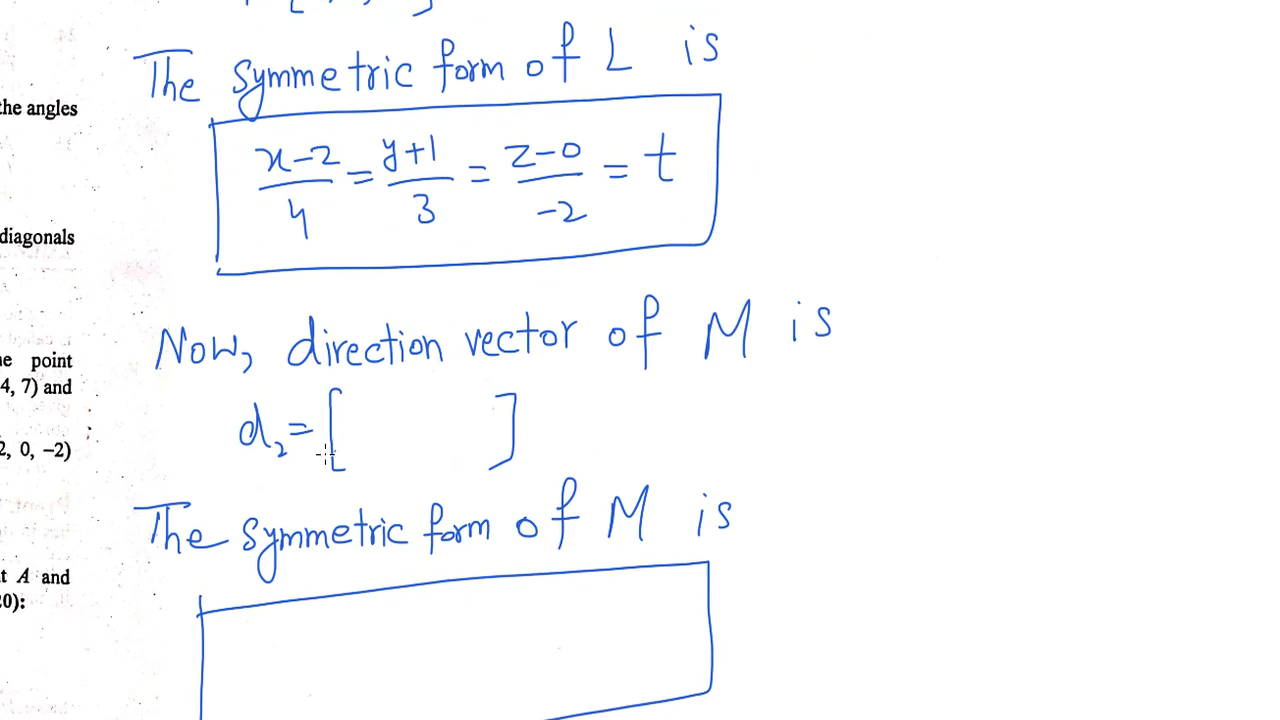 The symmetric form of L is
the angles
x-2/4 = y+1/3 = z-0/-2 = t
diagonals
Now, direction vector of M is
point
4, 7) and
d₂ = [ ]
2, 0, −2)
The symmetric form of M is
A and
0):